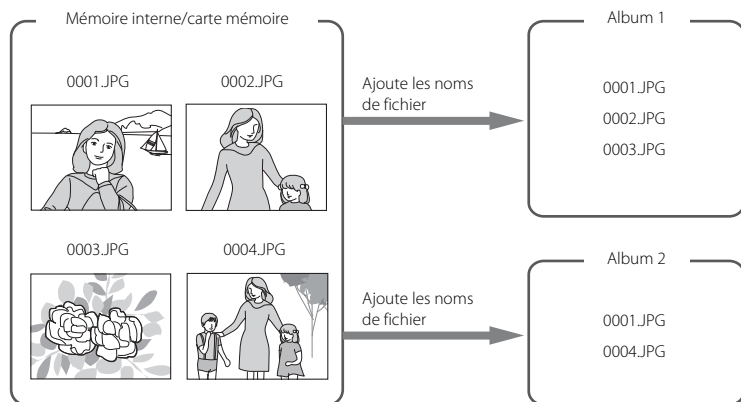 Mémoire interne/carte mémoire
0001.JPG
0002.JPG
0003.JPG
0004.JPG
Ajoute les noms
de fichier
Album 1
0001.JPG
0002.JPG
0003.JPG
Ajoute les noms
de fichier
Album 2
0001.JPG
0004.JPG